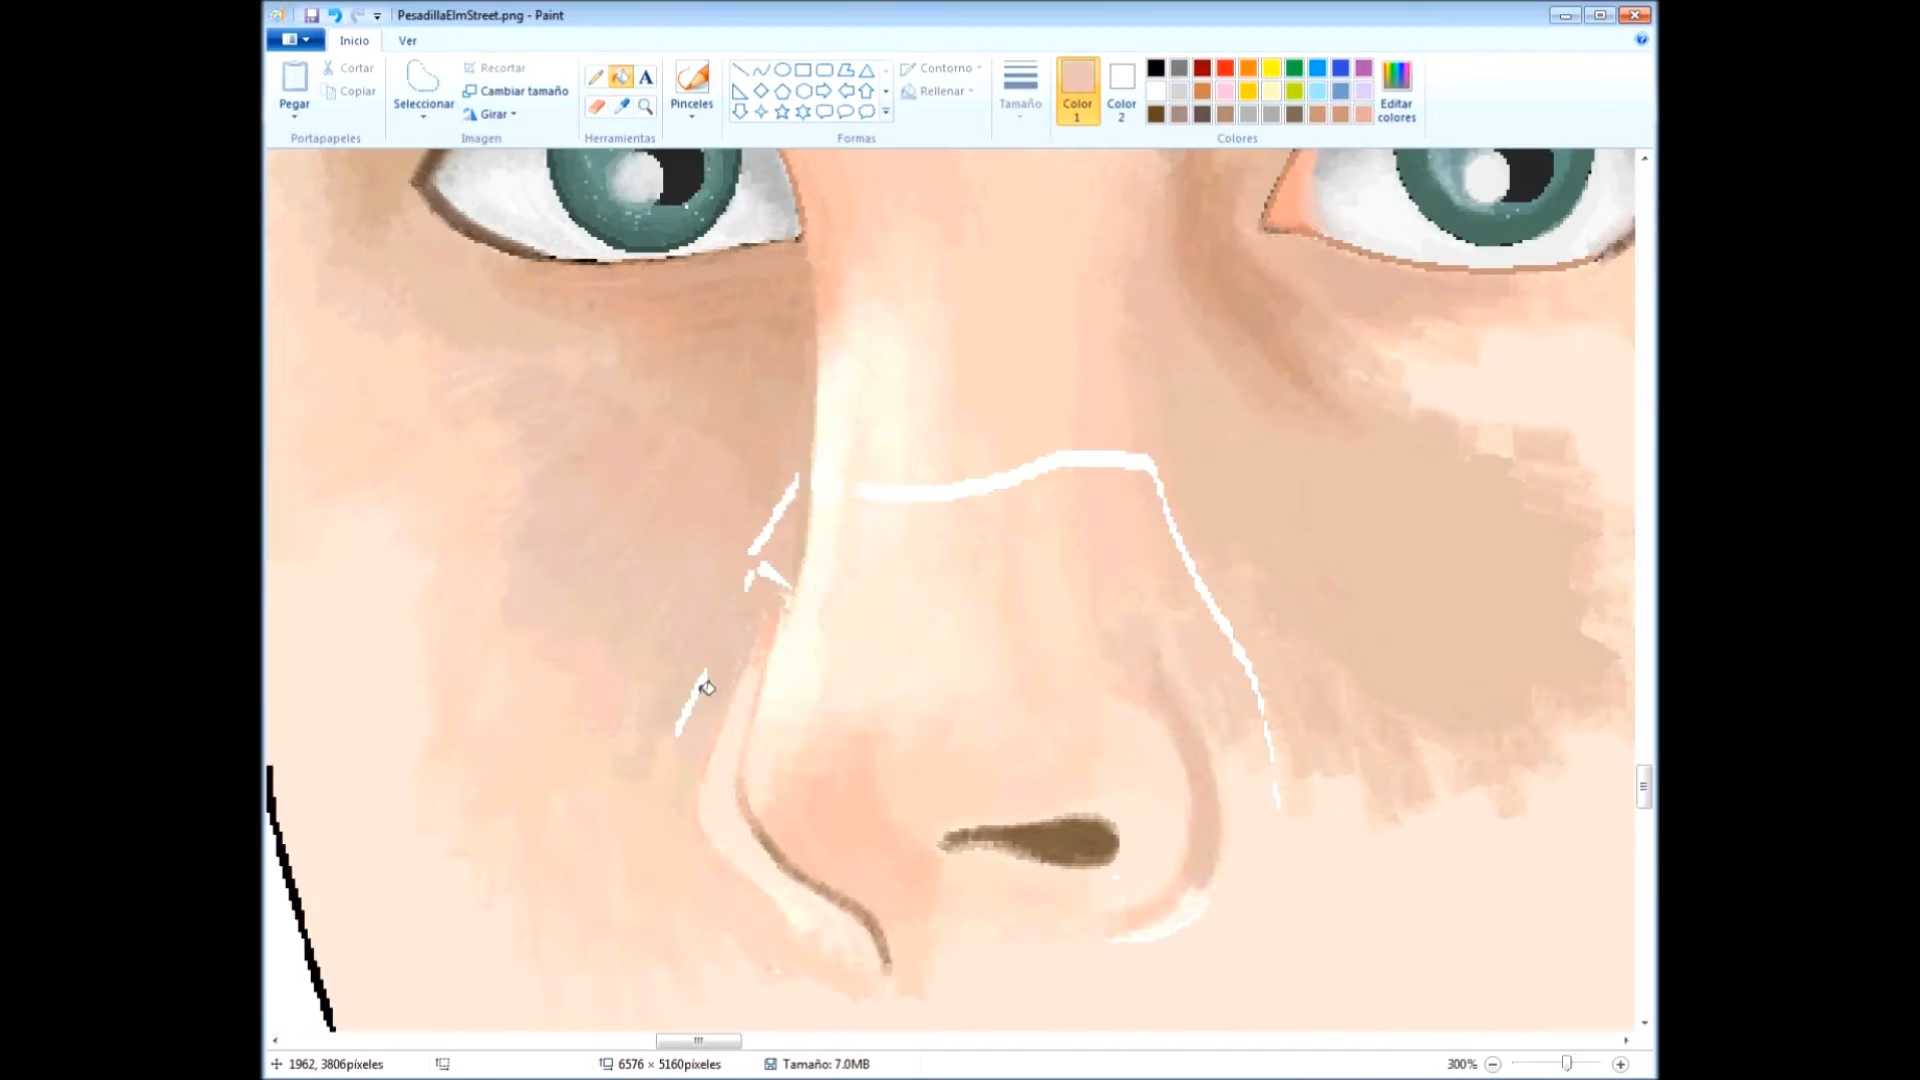 PesadillaElmStreet.png - Paint
Inicio Ver
Pegar
Cortar
Copiar
Portapapeles
Seleccionar
Recortar
Cambiar tamaño
Girar
Imagen
A
Herramientas
Pinceles
Formas
Contorno
Rellenar
Tamaño
Color 1
Color 2
Editar colores
Colores
1962, 3806píxeles
6576 × 5160píxeles
Tamaño: 7.0MB
300%